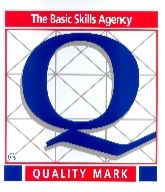 The Basic Skills Agency
Q
QUALITY MARK